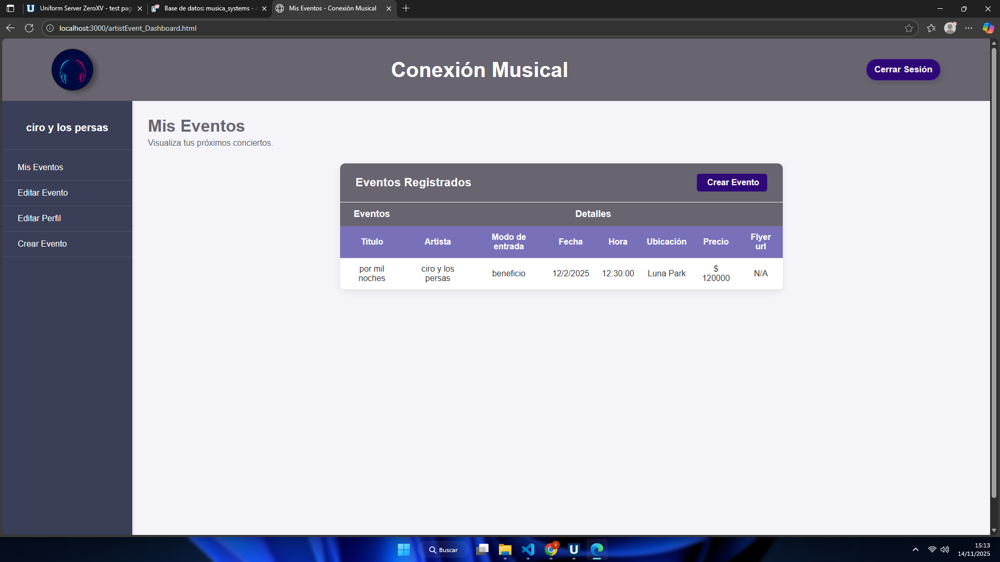 Uniform Server ZeroXV - test pag
Base de datos: musica_systems -
Mis Eventos - Conexión Musical
localhost:3000/artistEvent_Dashboard.html
Conexión Musical
Cerrar Sesión
ciro y los persas
Mis Eventos
Editar Evento
Editar Perfil
Crear Evento
Mis Eventos
Visualiza tus próximos conciertos.
Eventos Registrados
Crear Evento
Eventos Detalles
Título Artista Modo de entrada Fecha Hora Ubicación Precio Flyer url
por mil noches ciro y los persas beneficio 12/2/2025 12:30:00 Luna Park $ 120000 N/A
Buscar
15:13
14/11/2025